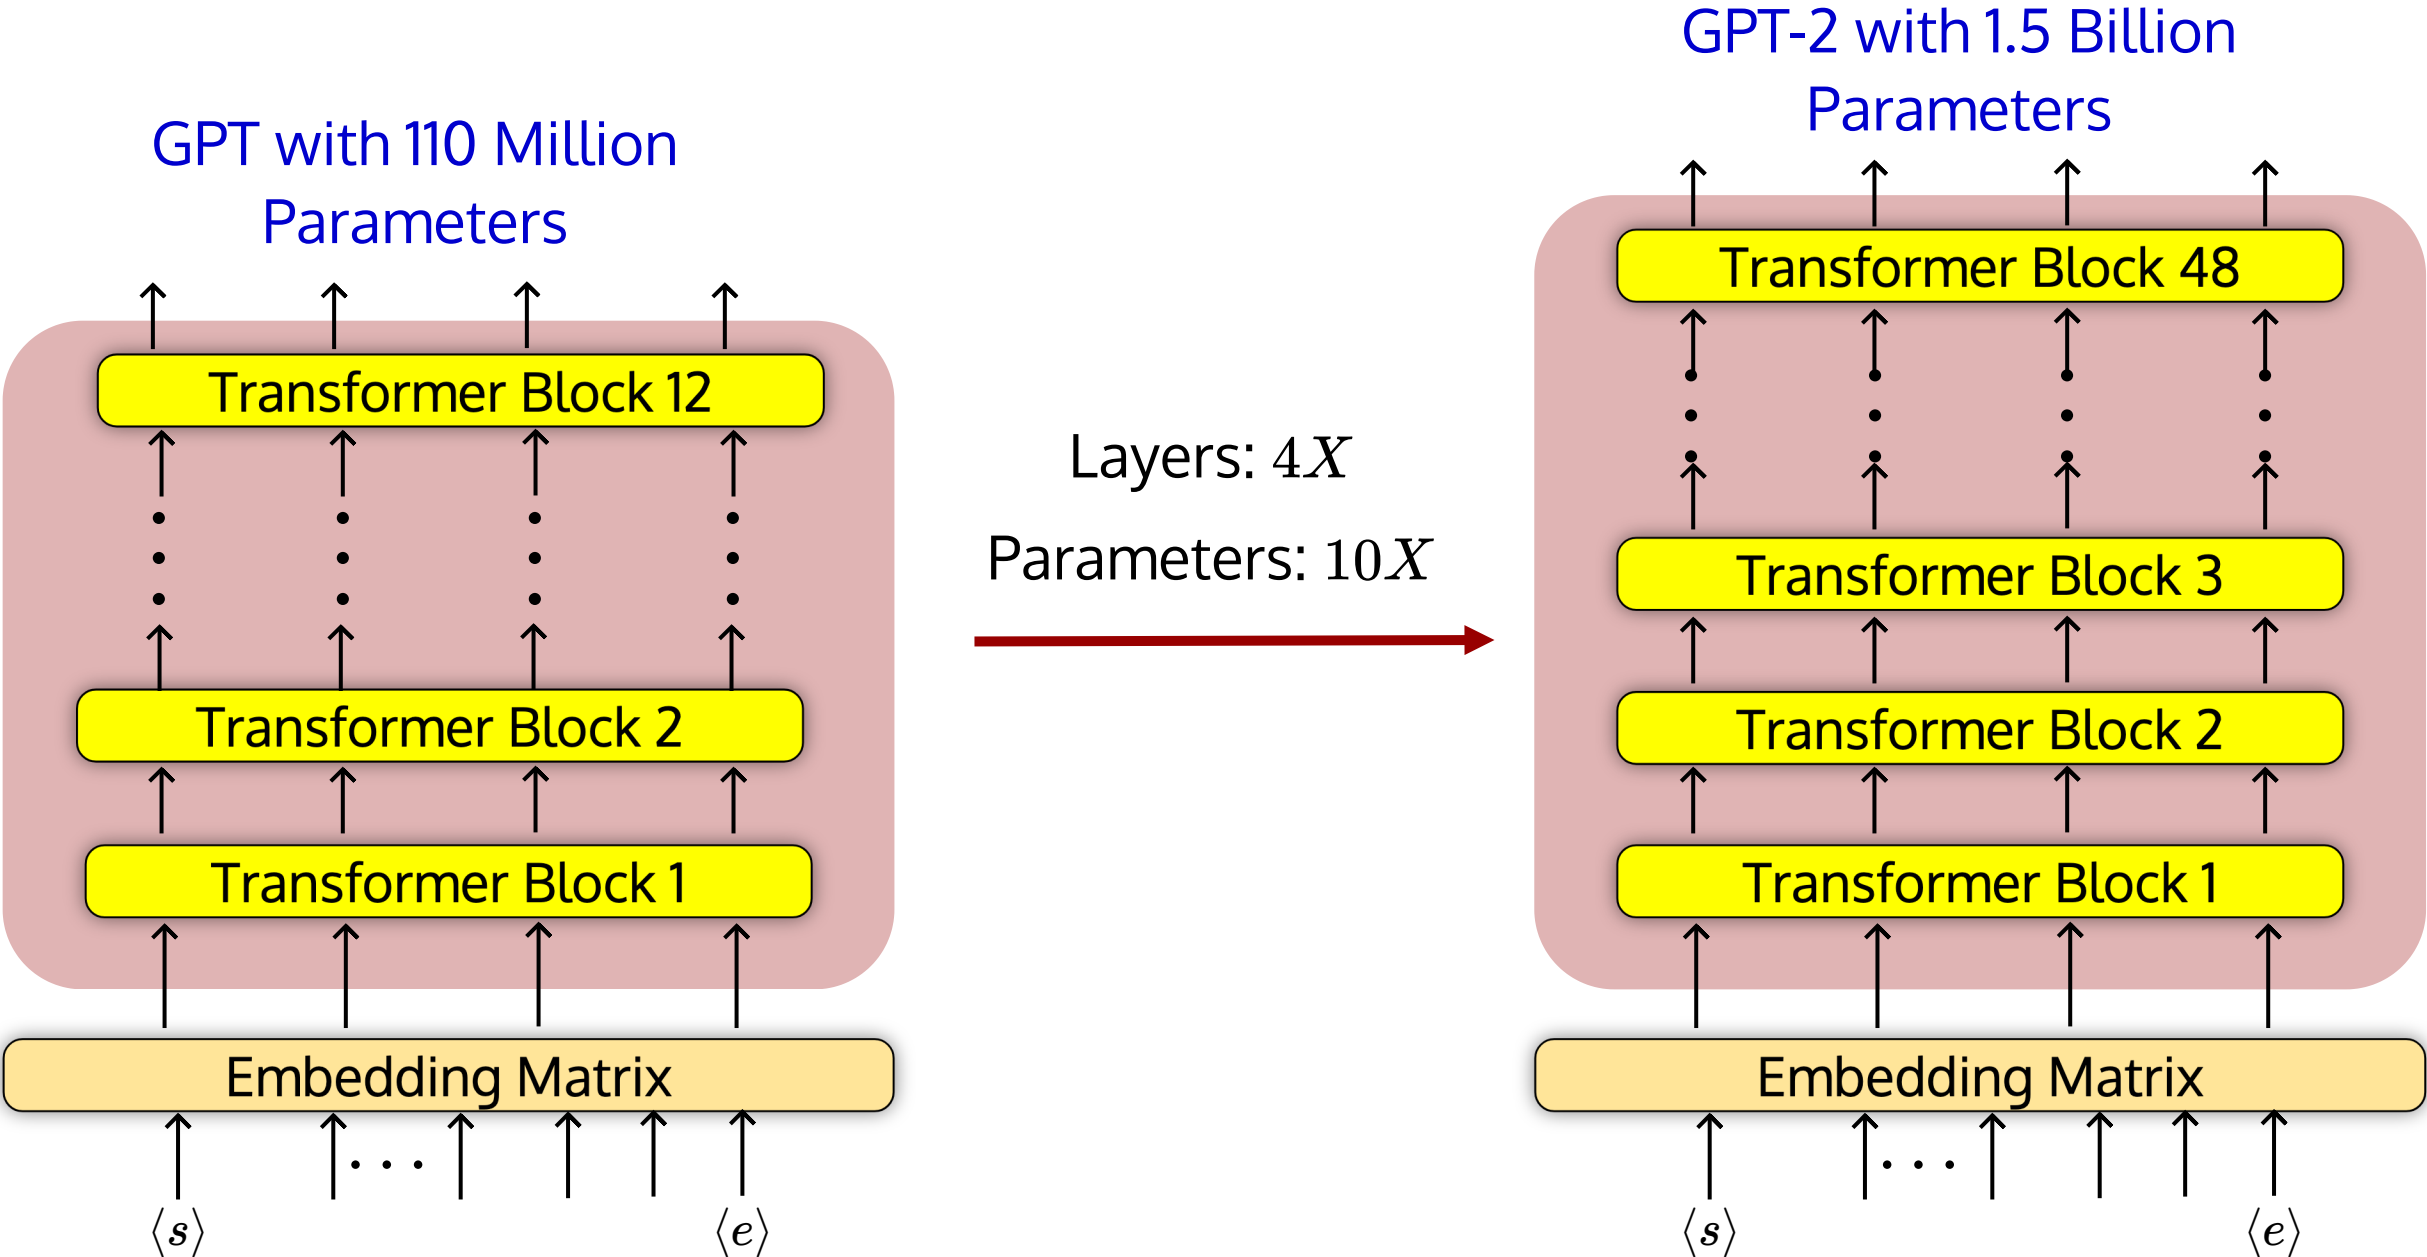 GPT with 110 Million
Parameters
Transformer Block 12
Transformer Block 2
Transformer Block 1
Embedding Matrix
. . .
⟨s⟩ ⟨e⟩
Layers: 4X
Parameters: 10X
GPT-2 with 1.5 Billion
Parameters
Transformer Block 48
Transformer Block 3
Transformer Block 2
Transformer Block 1
Embedding Matrix
. . .
⟨s⟩ ⟨e⟩